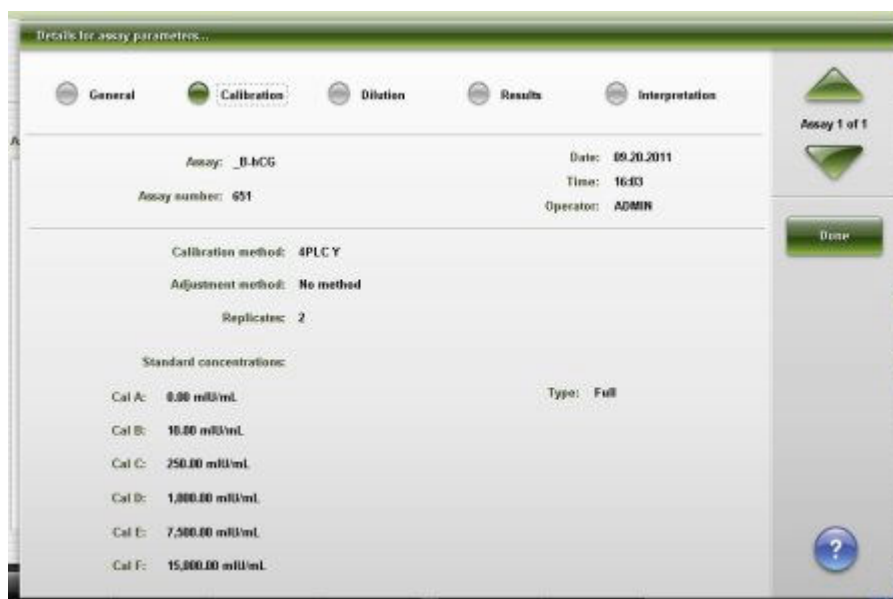 Details for assay parameters...
General
Calibration
Dilution
Results
Interpretation
Assay 1 of 1
Assay: _B-hCG
Date: 09.20.2011
Time: 16:03
Assay number: 651
Operator: ADMIN
Done
Calibration method: 4PLC Y
Adjustment method: No method
Replicates: 2
Standard concentrations:
Cal A: 0.00 mIU/mL
Type: Full
Cal B: 10.00 mIU/mL
Cal C: 250.00 mIU/mL
Cal D: 1,000.00 mIU/mL
Cal E: 7,500.00 mIU/mL
Cal F: 15,000.00 mIU/mL
?